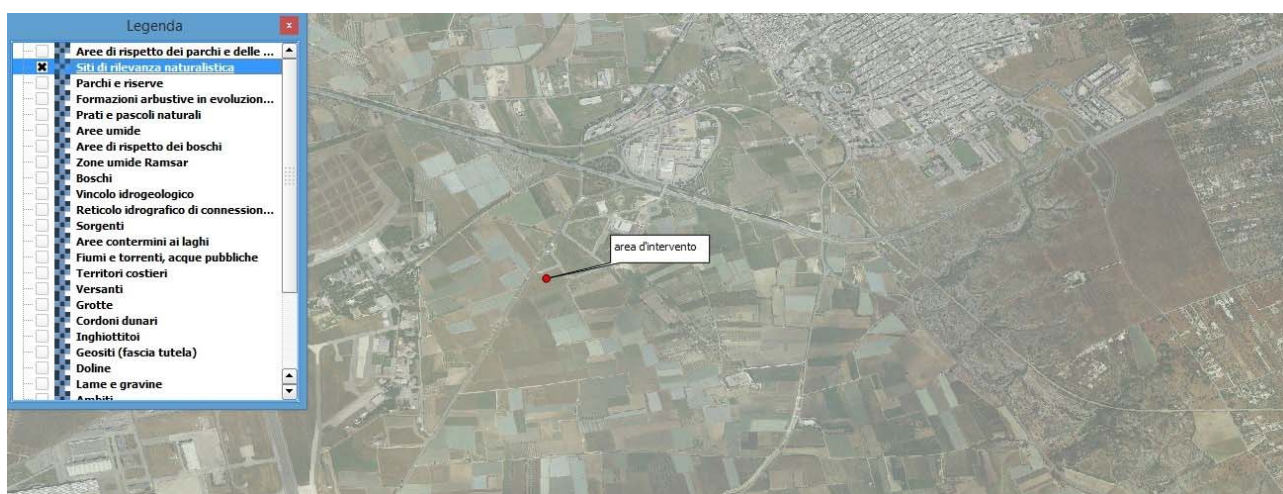 Legenda
Aree di rispetto dei parchi e delle ...
Siti di rilevanza naturalistica
Parchi e riserve
Formazioni arbustive in evoluzion...
Prati e pascoli naturali
Aree umide
Aree di rispetto dei boschi
Zone umide Ramsar
Boschi
Vincolo idrogeologico
Reticolo idrografico di connession...
Sorgenti
Aree contermini ai laghi
Fiumi e torrenti, acque pubbliche
Territori costieri
Versanti
Grotte
Cordoni dunari
Inghiottitoi
Geositi (fascia tutela)
Doline
Lame e gravine
Ambiti
area d'intervento